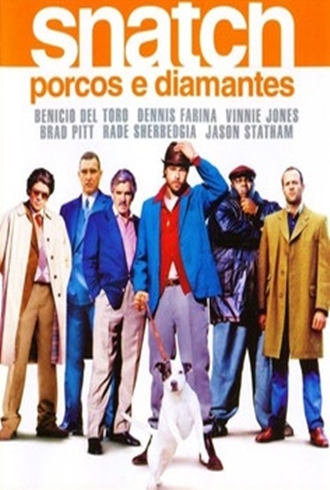 snatch
porcos e diamantes
BENICIO DEL TORO DENNIS FARINA VINNIE JONES
BRAD PITT RADE SHERBEDGIA JASON STATHAM